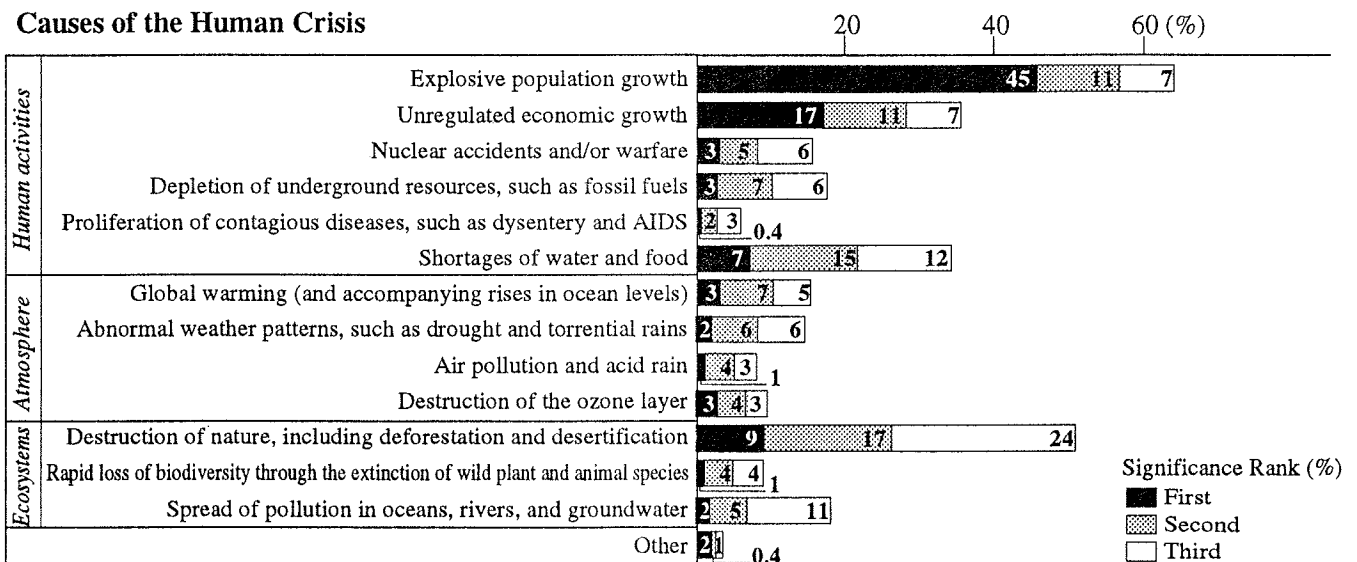 Causes of the Human Crisis
20 40 60 (%)
Human activities
Explosive population growth 45 11 7
Unregulated economic growth 17 11 7
Nuclear accidents and/or warfare 3 5 6
Depletion of underground resources, such as fossil fuels 3 7 6
Proliferation of contagious diseases, such as dysentery and AIDS 2 3
0.4
Shortages of water and food 7 15 12
Atmosphere
Global warming (and accompanying rises in ocean levels) 3 7 5
Abnormal weather patterns, such as drought and torrential rains 2 6 6
Air pollution and acid rain 4 3
1
Destruction of the ozone layer 3 4 3
Ecosystems
Destruction of nature, including deforestation and desertification 9 17 24
Rapid loss of biodiversity through the extinction of wild plant and animal species 4 4
1
Spread of pollution in oceans, rivers, and groundwater 2 5 11
Other 2 1
0.4
Significance Rank (%)
First
Second
Third